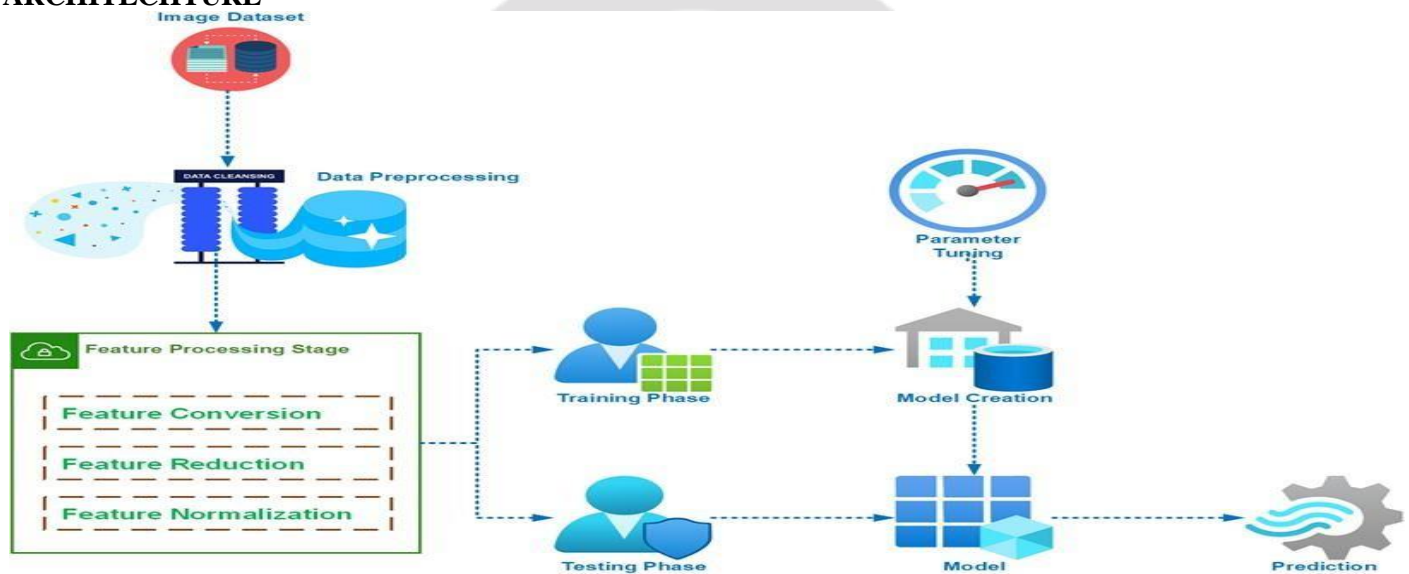 ARCHITECHTURE
Image Dataset
DATA CLEANSING
Data Preprocessing
Parameter
Tuning
Feature Processing Stage
Feature Conversion
Feature Reduction
Feature Normalization
Training Phase
Model Creation
Testing Phase
Model
Prediction